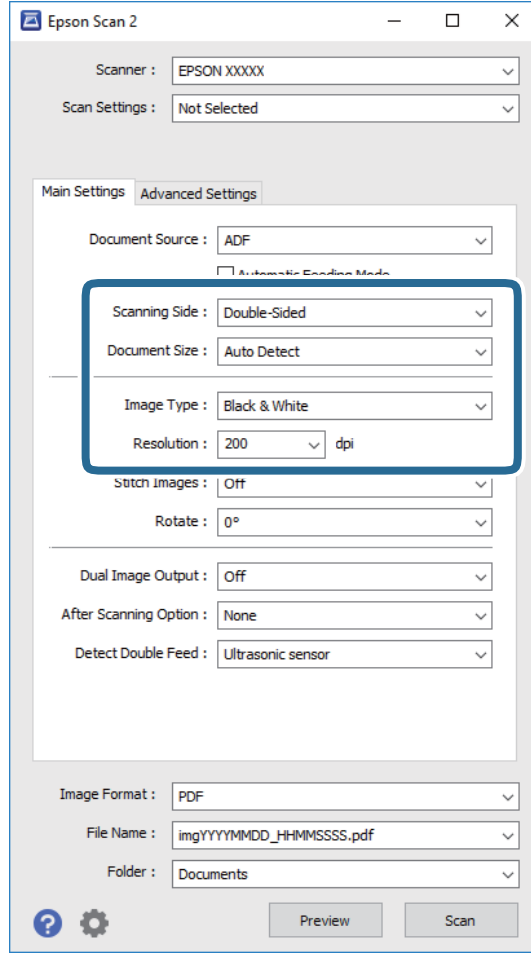 Epson Scan 2
Scanner : EPSON XXXXX
Scan Settings : Not Selected
Main Settings Advanced Settings
Document Source : ADF
Automatic Feeding Mode
Scanning Side : Double-Sided
Document Size : Auto Detect
Image Type : Black & White
Resolution : 200 dpi
Stitch Images : Off
Rotate : 0°
Dual Image Output : Off
After Scanning Option : None
Detect Double Feed : Ultrasonic sensor
Image Format : PDF
File Name : imgYYYYMMDD_HHMMSSSS.pdf
Folder : Documents
? Preview Scan